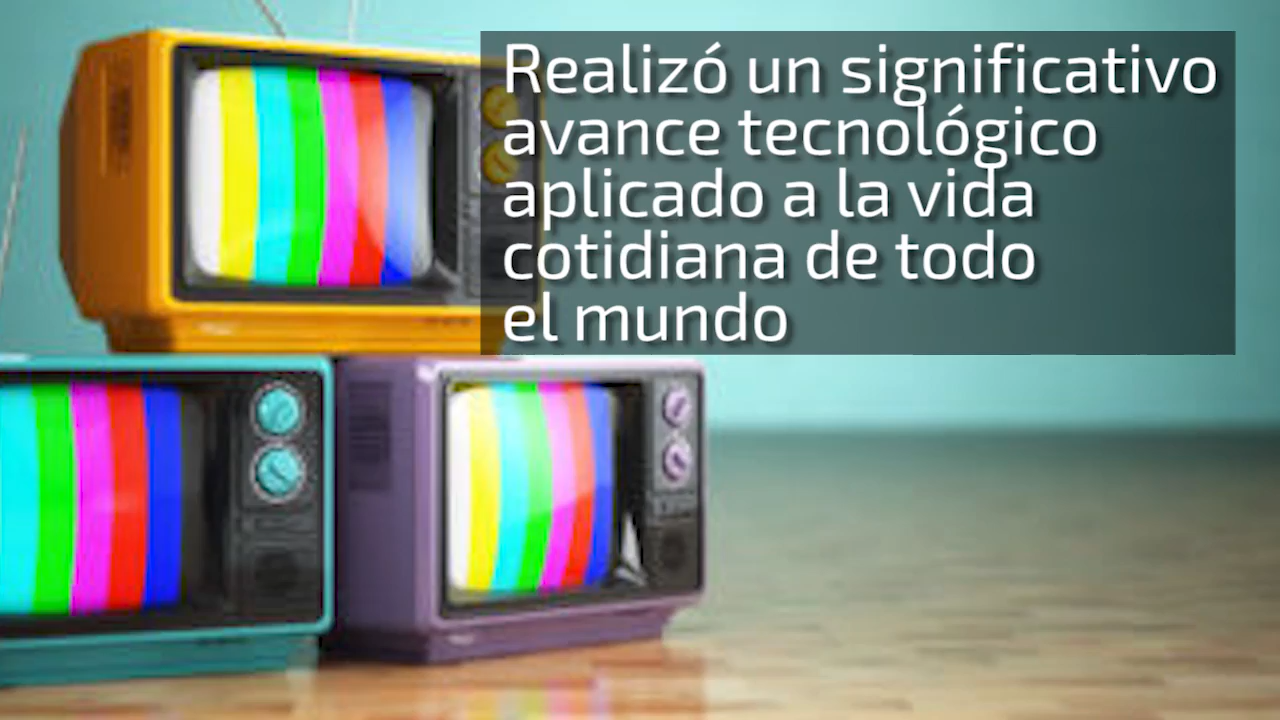 Realizó un significativo
avance tecnológico
aplicado a la vida
cotidiana de todo
el mundo